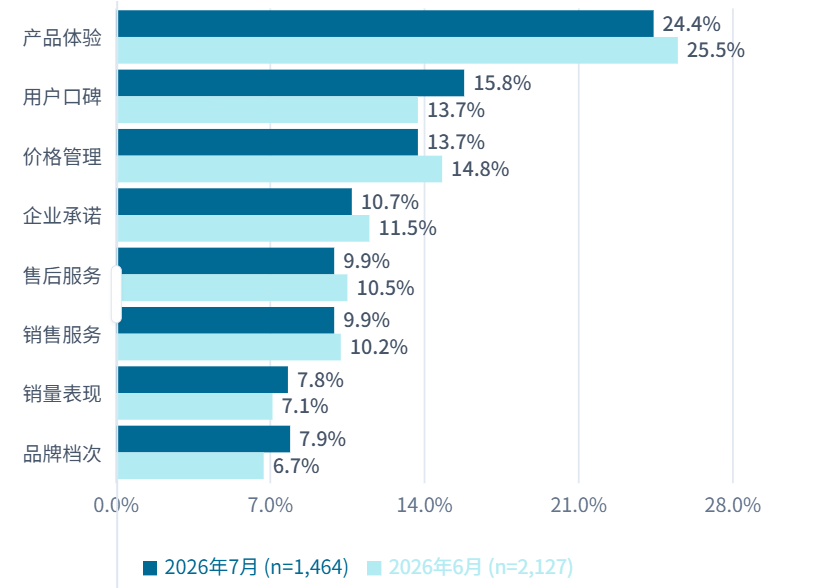 产品体验
24.4%
25.5%
用户口碑
15.8%
13.7%
价格管理
13.7%
14.8%
企业承诺
10.7%
11.5%
售后服务
9.9%
10.5%
销售服务
9.9%
10.2%
销量表现
7.8%
7.1%
品牌档次
7.9%
6.7%
0.0% 7.0% 14.0% 21.0% 28.0%
2026年7月 (n=1,464) 2026年6月 (n=2,127)